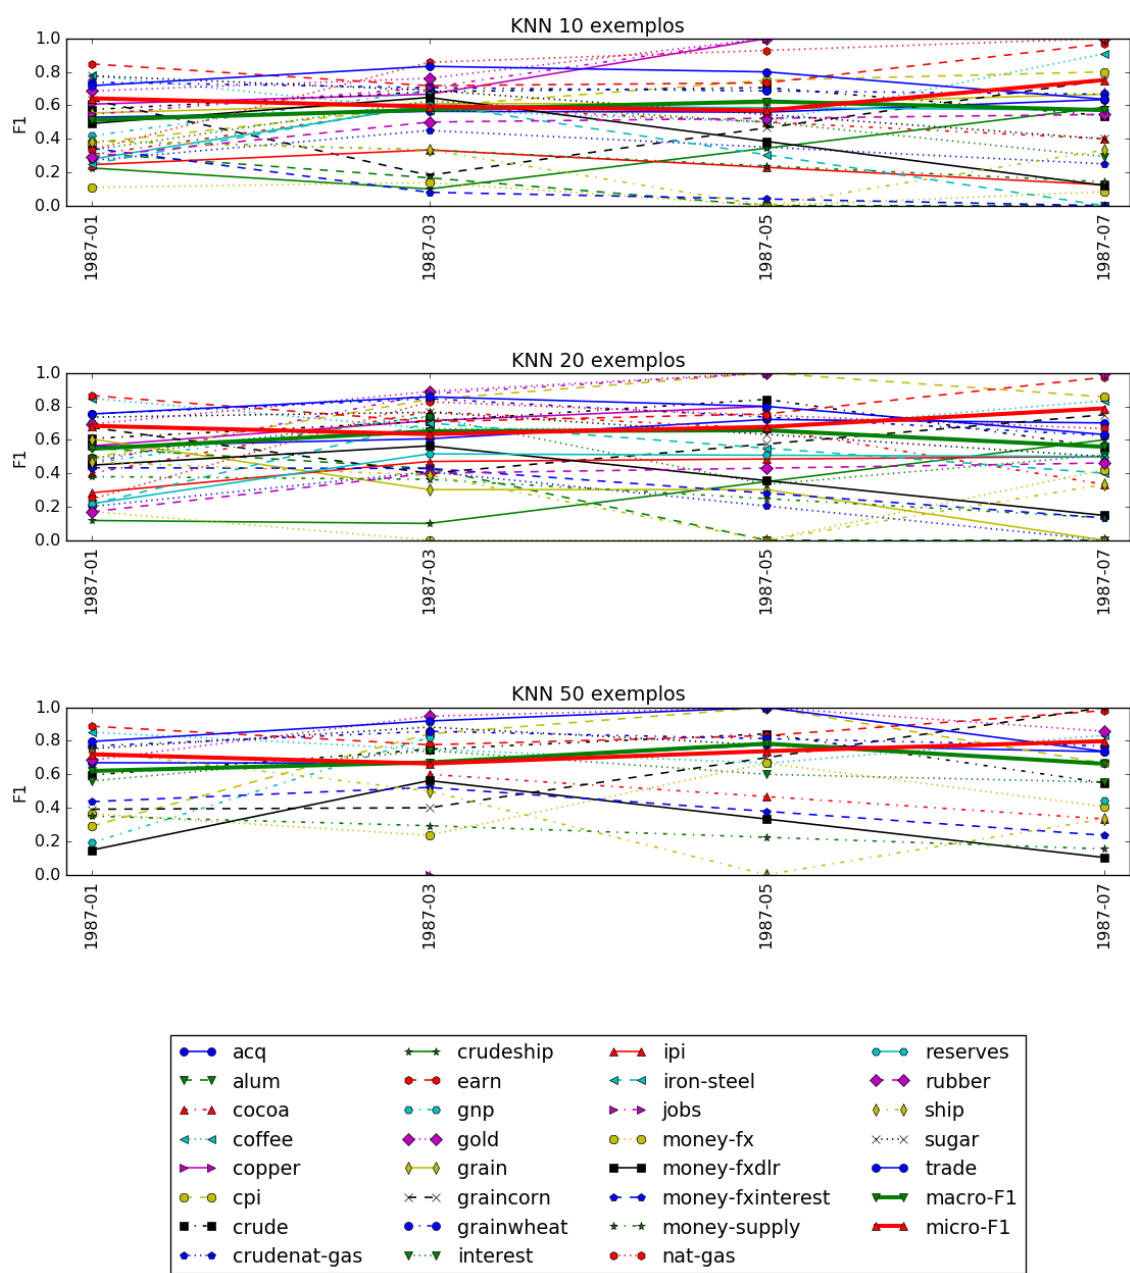 KNN 10 exemplos
1.0
0.8
0.6
0.4
0.2
0.0
F1
1987-01
1987-03
1987-05
1987-07
KNN 20 exemplos
1.0
0.8
0.6
0.4
0.2
0.0
F1
1987-01
1987-03
1987-05
1987-07
KNN 50 exemplos
1.0
0.8
0.6
0.4
0.2
0.0
F1
1987-01
1987-03
1987-05
1987-07
acq
alum
cocoa
coffee
copper
cpi
crude
crudenat-gas
crudeship
earn
gnp
gold
grain
graincorn
grainwheat
interest
ipi
iron-steel
jobs
money-fx
money-fxdlr
money-fxinterest
money-supply
nat-gas
reserves
rubber
ship
sugar
trade
macro-F1
micro-F1